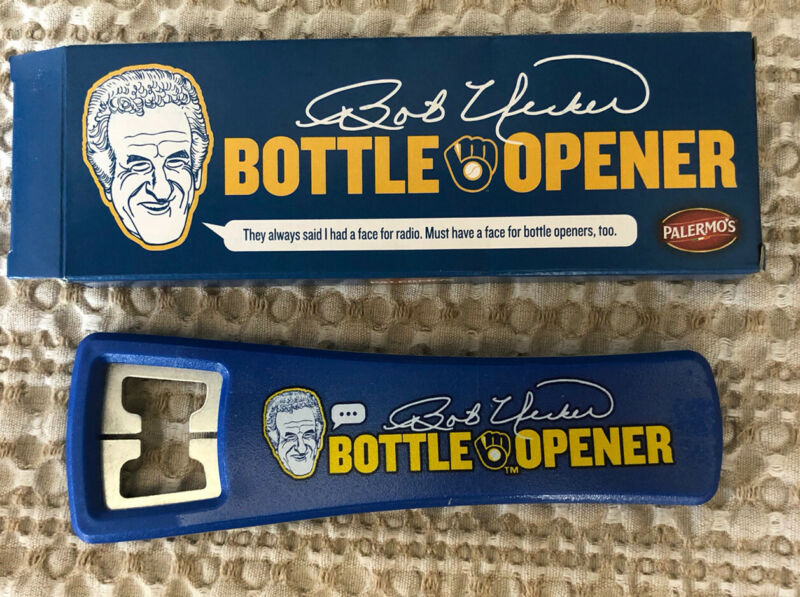 Bob Uecker
BOTTLE OPENER
They always said I had a face for radio. Must have a face for bottle openers, too.
PALERMO'S
Bob Uecker
BOTTLE OPENER
TM